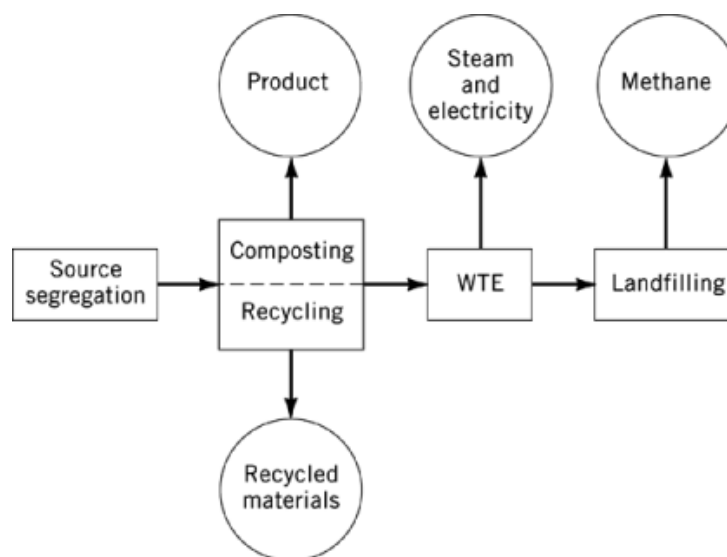 Product
Steam
and
electricity
Methane
Source
segregation
Composting
Recycling
WTE
Landfilling
Recycled
materials